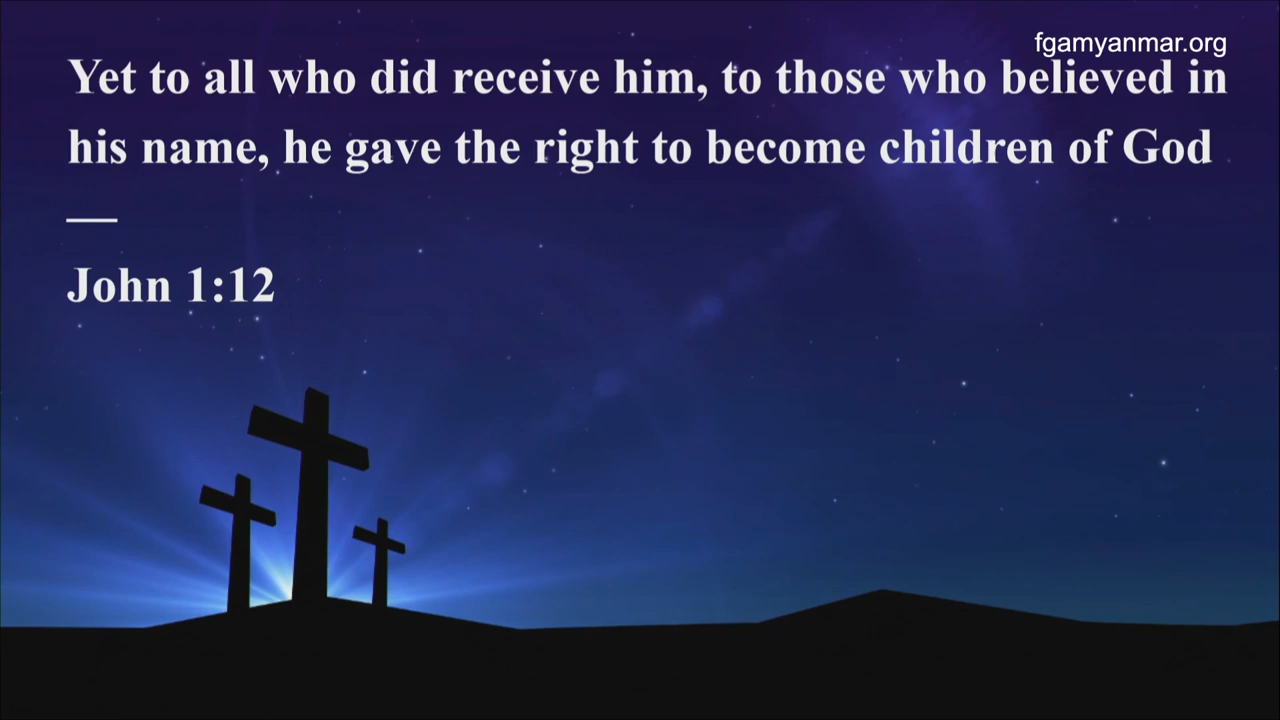 fgamyanmar.org
Yet to all who did receive him, to those who believed in
his name, he gave the right to become children of God
—
John 1:12